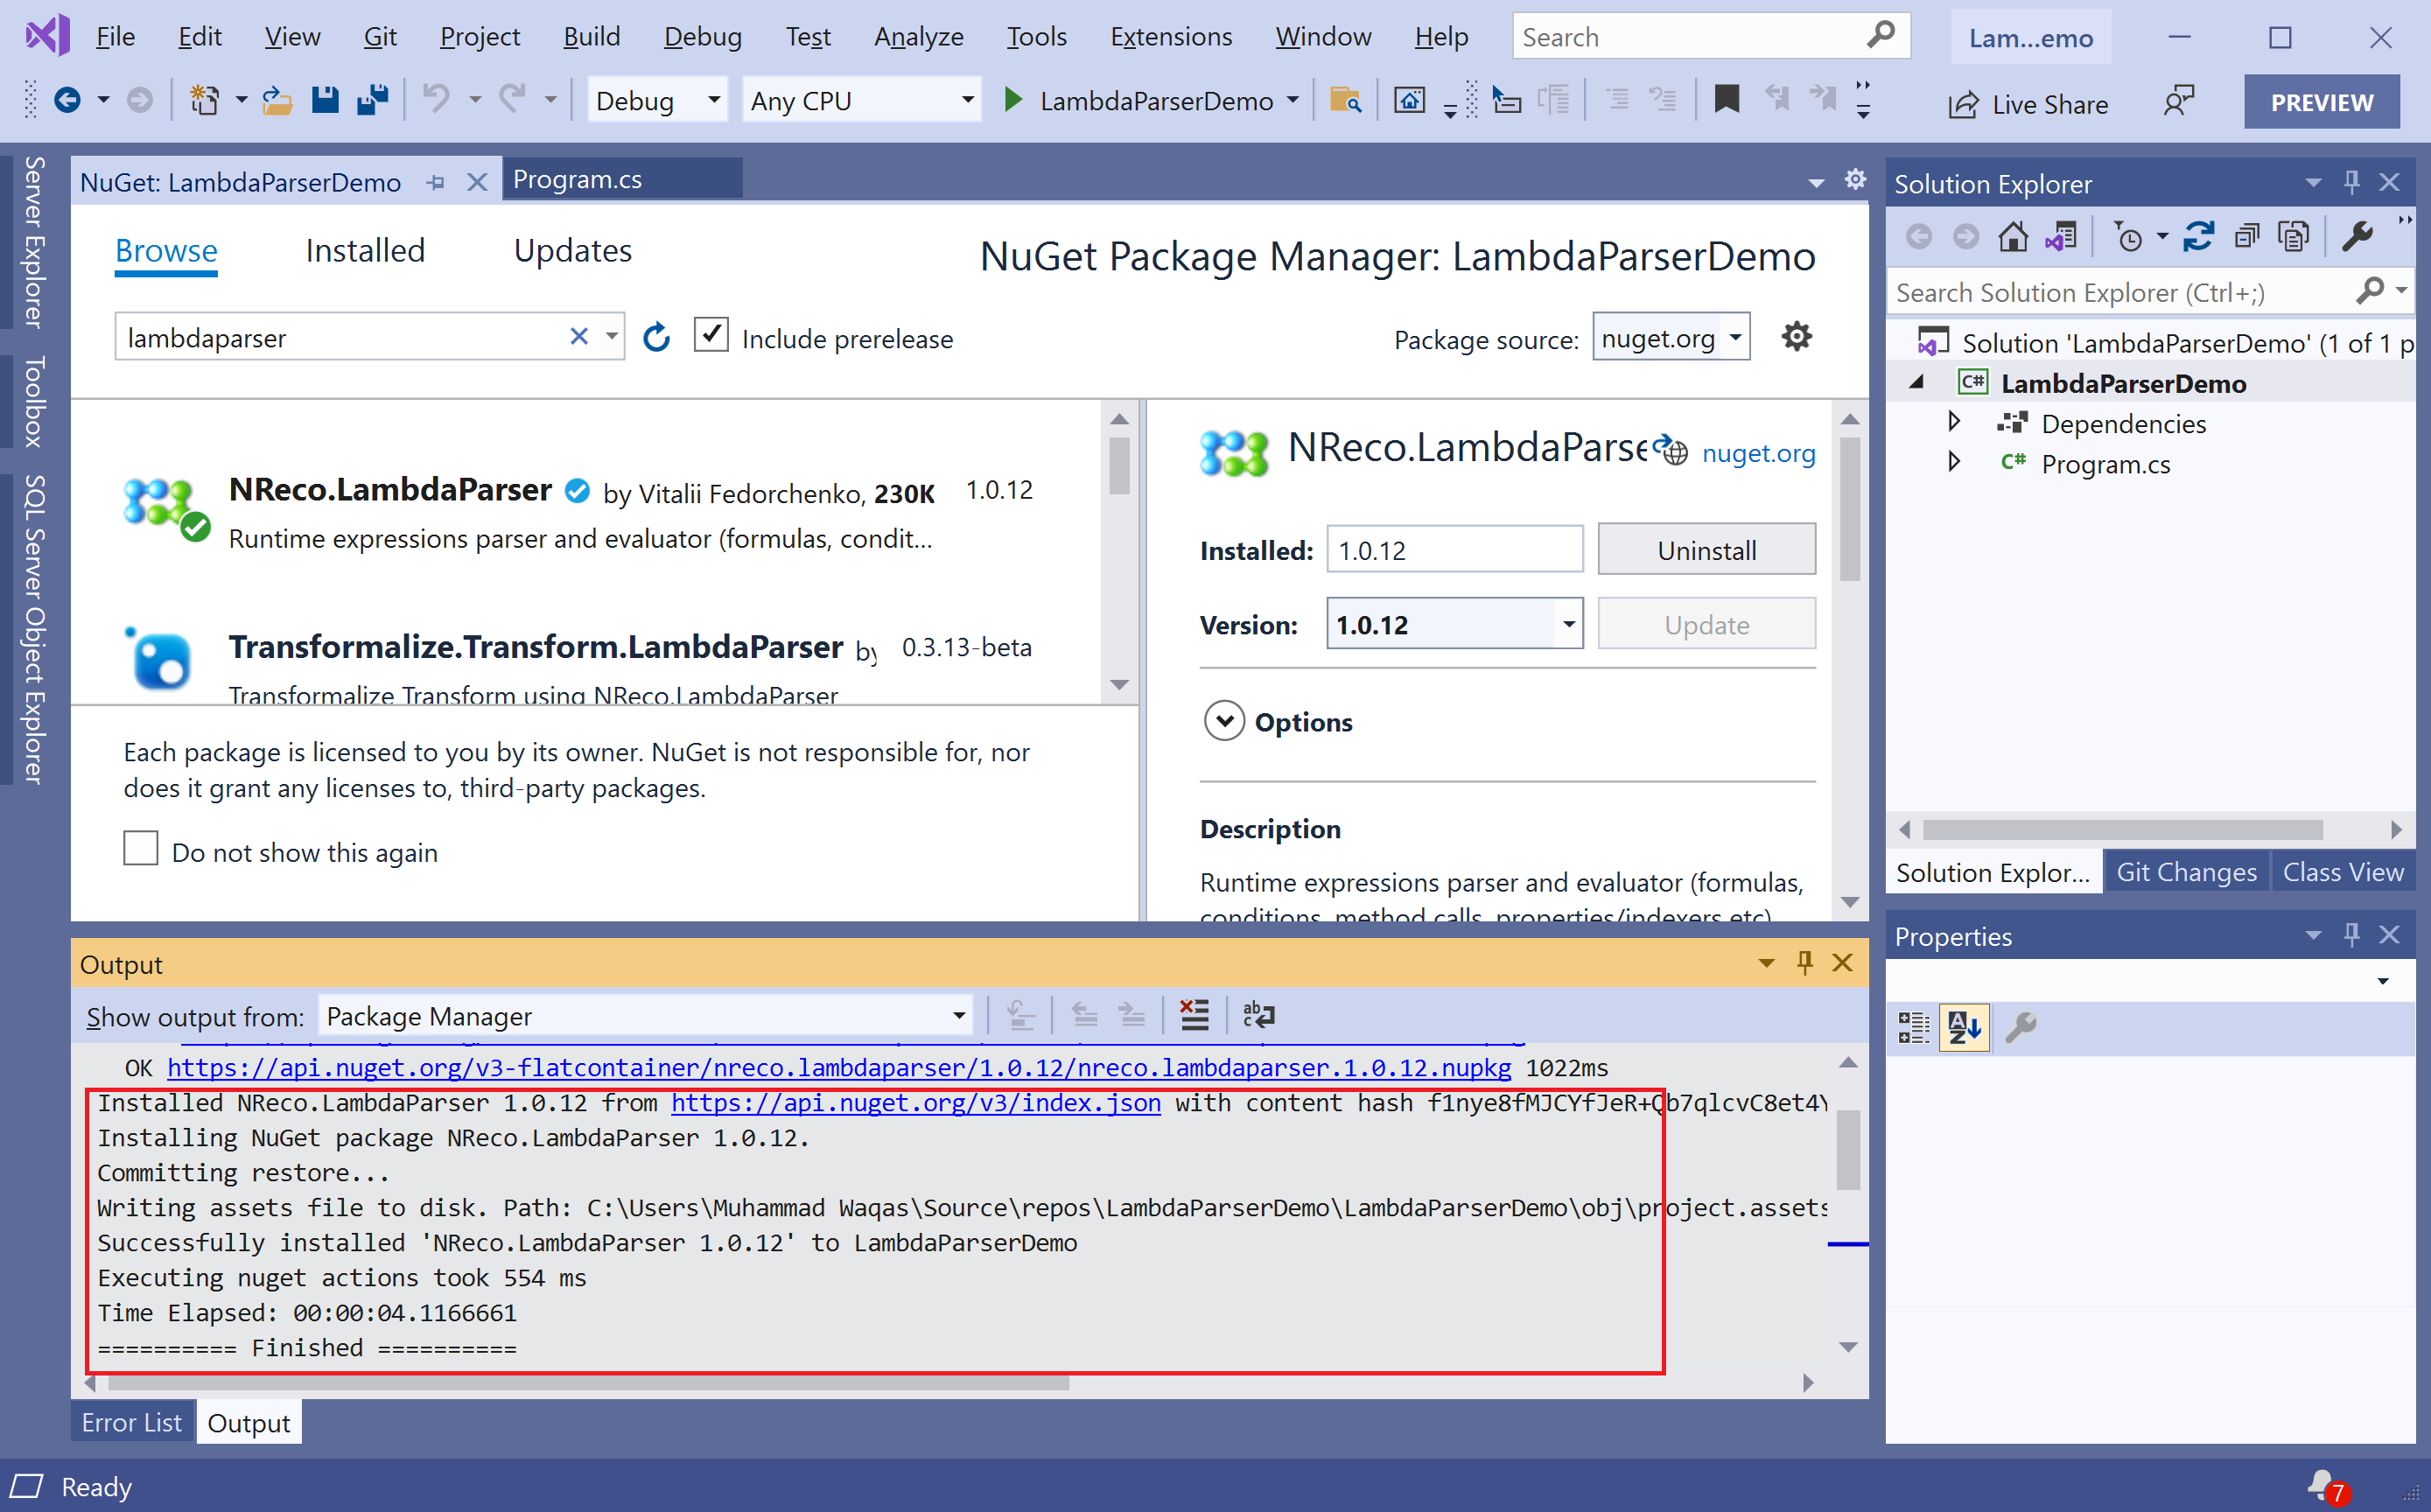 File Edit View Git Project Build Debug Test Analyze Tools Extensions Window Help Search Lam...emo
Debug Any CPU LambdaParserDemo Live Share PREVIEW
Server Explorer
Toolbox
SQL Server Object Explorer
NuGet: LambdaParserDemo Program.cs
Browse Installed Updates NuGet Package Manager: LambdaParserDemo
lambdaparser Include prerelease Package source: nuget.org
NReco.LambdaParser by Vitalii Fedorchenko, 230K 1.0.12
Runtime expressions parser and evaluator (formulas, condit...
Transformalize.Transform.LambdaParser by 0.3.13-beta
Transformalize Transform using NReco.LambdaParser
Each package is licensed to you by its owner. NuGet is not responsible for, nor
does it grant any licenses to, third-party packages.
Do not show this again
NReco.LambdaParse nuget.org
Installed: 1.0.12 Uninstall
Version: 1.0.12 Update
Options
Description
Runtime expressions parser and evaluator (formulas,
conditions, method calls, properties/indexers etc)
Output
Show output from: Package Manager
OK https://api.nuget.org/v3-flatcontainer/nreco.lambdaparser/1.0.12/nreco.lambdaparser.1.0.12.nupkg 1022ms
Installed NReco.LambdaParser 1.0.12 from https://api.nuget.org/v3/index.json with content hash f1nye8fMJCYfJeR+Qb7qlcvC8et4Y
Installing NuGet package NReco.LambdaParser 1.0.12.
Committing restore...
Writing assets file to disk. Path: C:\Users\Muhammad Waqas\Source\repos\LambdaParserDemo\LambdaParserDemo\obj\project.assets
Successfully installed 'NReco.LambdaParser 1.0.12' to LambdaParserDemo
Executing nuget actions took 554 ms
Time Elapsed: 00:00:04.1166661
========== Finished ==========
Error List Output
Solution Explorer
Search Solution Explorer (Ctrl+;)
Solution 'LambdaParserDemo' (1 of 1 p
C# LambdaParserDemo
Dependencies
C# Program.cs
Solution Explor... Git Changes Class View
Properties
Ready 7